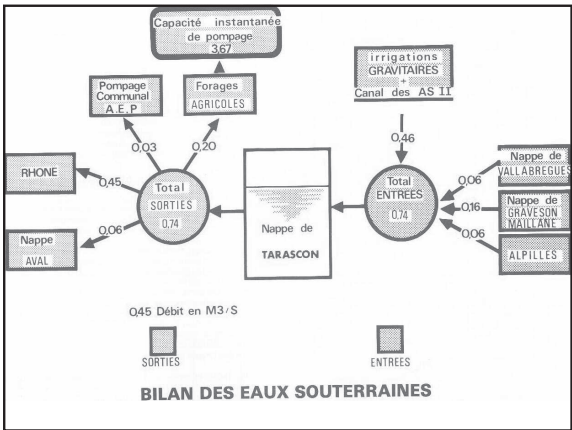 Capacité instantanée
de pompage
3,67
irrigations
GRAVITAIRES
+
Canal des AS II
Pompage
Communal
A.E.P
Forages
AGRICOLES
0,03
0,20
0,46
RHONE
0,45
Total
SORTIES
0,74
Nappe de
TARASCON
Total
ENTREES
0,74
0,06
Nappe de
VALLABREGUES
0,16
Nappe de
GRAVESON
MAILLANE
0,06
ALPILLES
0,06
Nappe
AVAL
0,45 Débit en M3/S
SORTIES
ENTREES
BILAN DES EAUX SOUTERRAINES